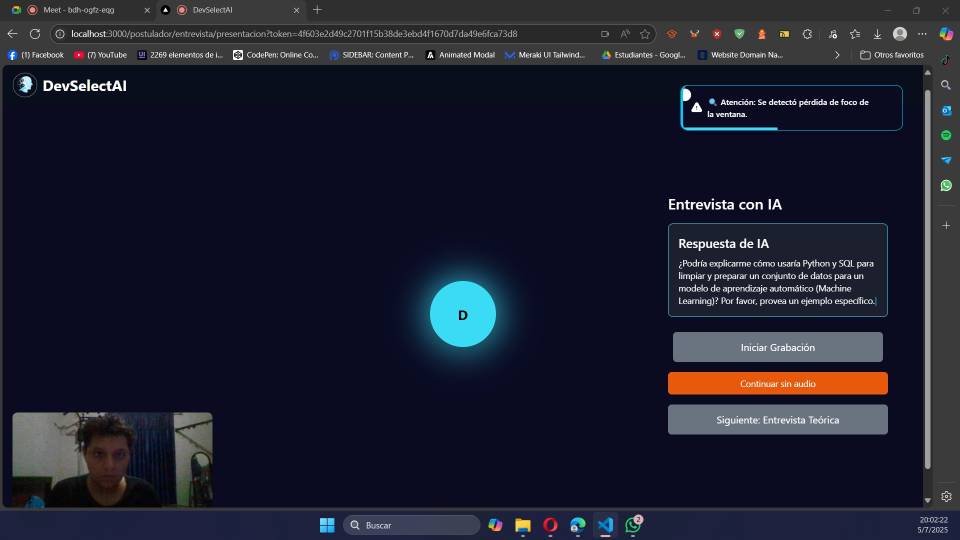 Meet - bdh-ogfz-eqg
DevSelectAI
localhost:3000/postulador/entrevista/presentacion?token=4f603e2d49c2701f15b38de3ebd4f1670d7da49e6fca73d8
(1) Facebook
(7) YouTube
2269 elementos de i...
CodePen: Online Co...
SIDEBAR: Content P...
Animated Modal
Meraki UI Tailwind...
Estudiantes - Googl...
Website Domain Na...
Otros favoritos
DevSelectAI
Atención: Se detectó pérdida de foco de
la ventana.
Entrevista con IA
Respuesta de IA
¿Podría explicarme cómo usaría Python y SQL para
limpiar y preparar un conjunto de datos para un
modelo de aprendizaje automático (Machine
Learning)? Por favor, provea un ejemplo específico.
D
Iniciar Grabación
Continuar sin audio
Siguiente: Entrevista Teórica
Buscar
2
20:02:22
5/7/2025